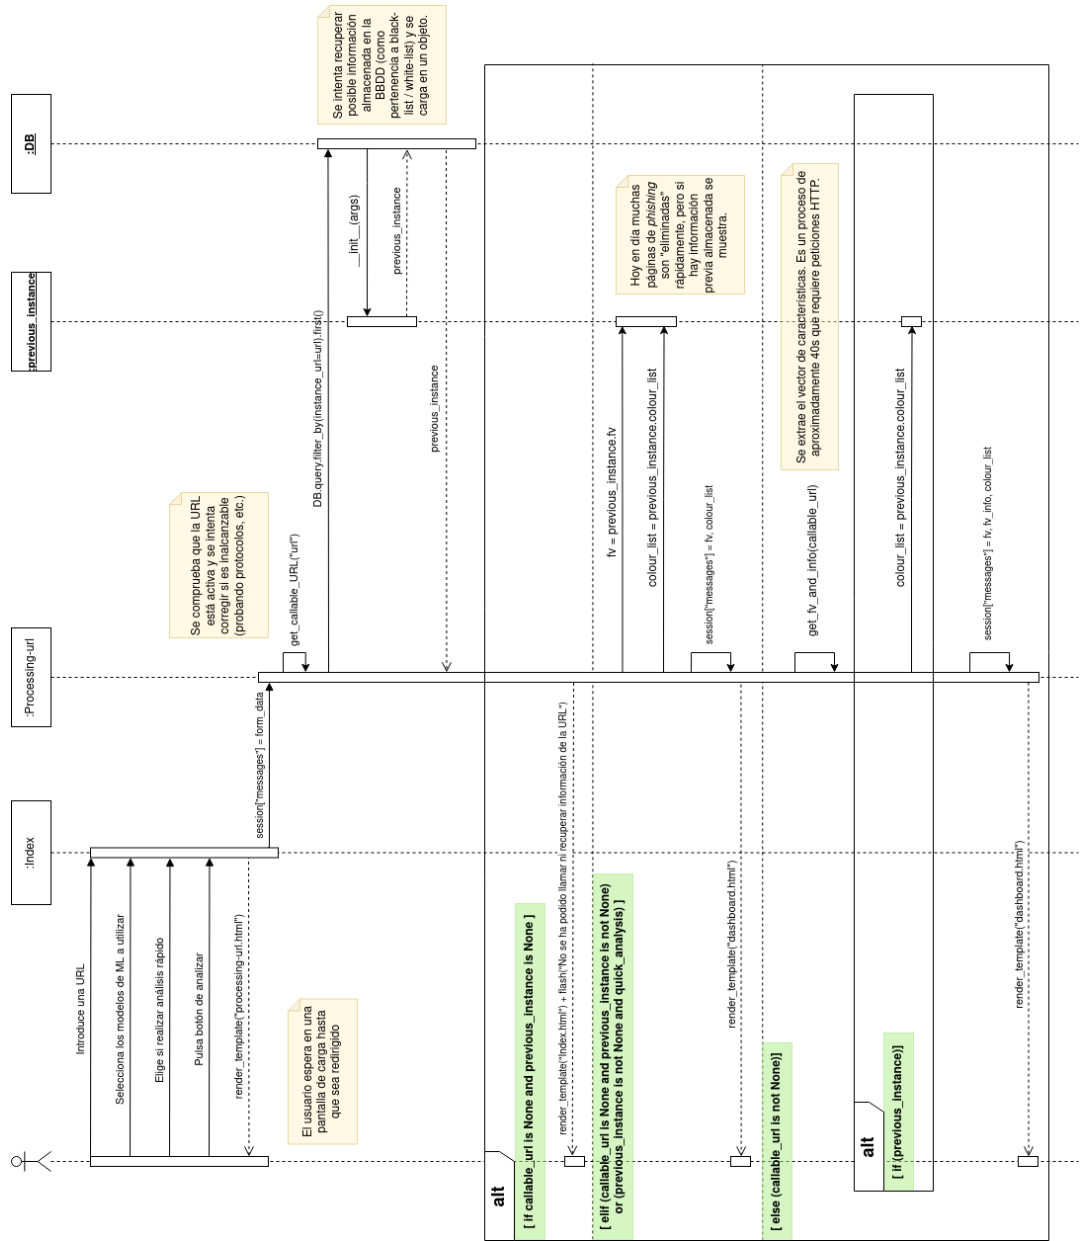 :Index
:Processing-url
:previous_instance
:DB
Introduce una URL
Selecciona los modelos de ML a utilizar
Elige si realizar análisis rápido
Pulsa botón de analizar
render_template("processing-url.html")
El usuario espera en una
pantalla de carga hasta
que sea redirigido
session["messages"] = form_data
Se comprueba que la URL
está activa y se intenta
corregir si es inalcanzable
(probando protocolos, etc.)
get_callable_URL("url")
DB.query.filter_by(instance_url=url).first()
__init__(args)
previous_instance
previous_instance
Se intenta recuperar
posible información
almacenada en la
BBDD (como
pertenencia a black-
list / white-list) y se
carga en un objeto.
alt
[ if callable_url is None and previous_instance is None ]
render_template("Index.html") + flash("No se ha podido llamar ni recuperar información de la URL")
[ elif (callable_url is None and previous_instance is not None)
or (previous_instance is not None and quick_analysis) ]
fv = previous_instance.fv
colour_list = previous_instance.colour_list
Hoy en día muchas
páginas de phishing
son "eliminadas"
rápidamente, pero si
hay información
previa almacenada se
muestra.
session["messages"] = fv, colour_list
render_template("dashboard.html")
[ else (callable_url is not None)]
get_fv_and_info(callable_url)
Se extrae el vector de características. Es un proceso de
aproximadamente 40s que requiere peticiones HTTP.
alt
[ if (previous_instance)]
colour_list = previous_instance.colour_list
session["messages"] = fv, fv_info, colour_list
render_template("dashboard.html")